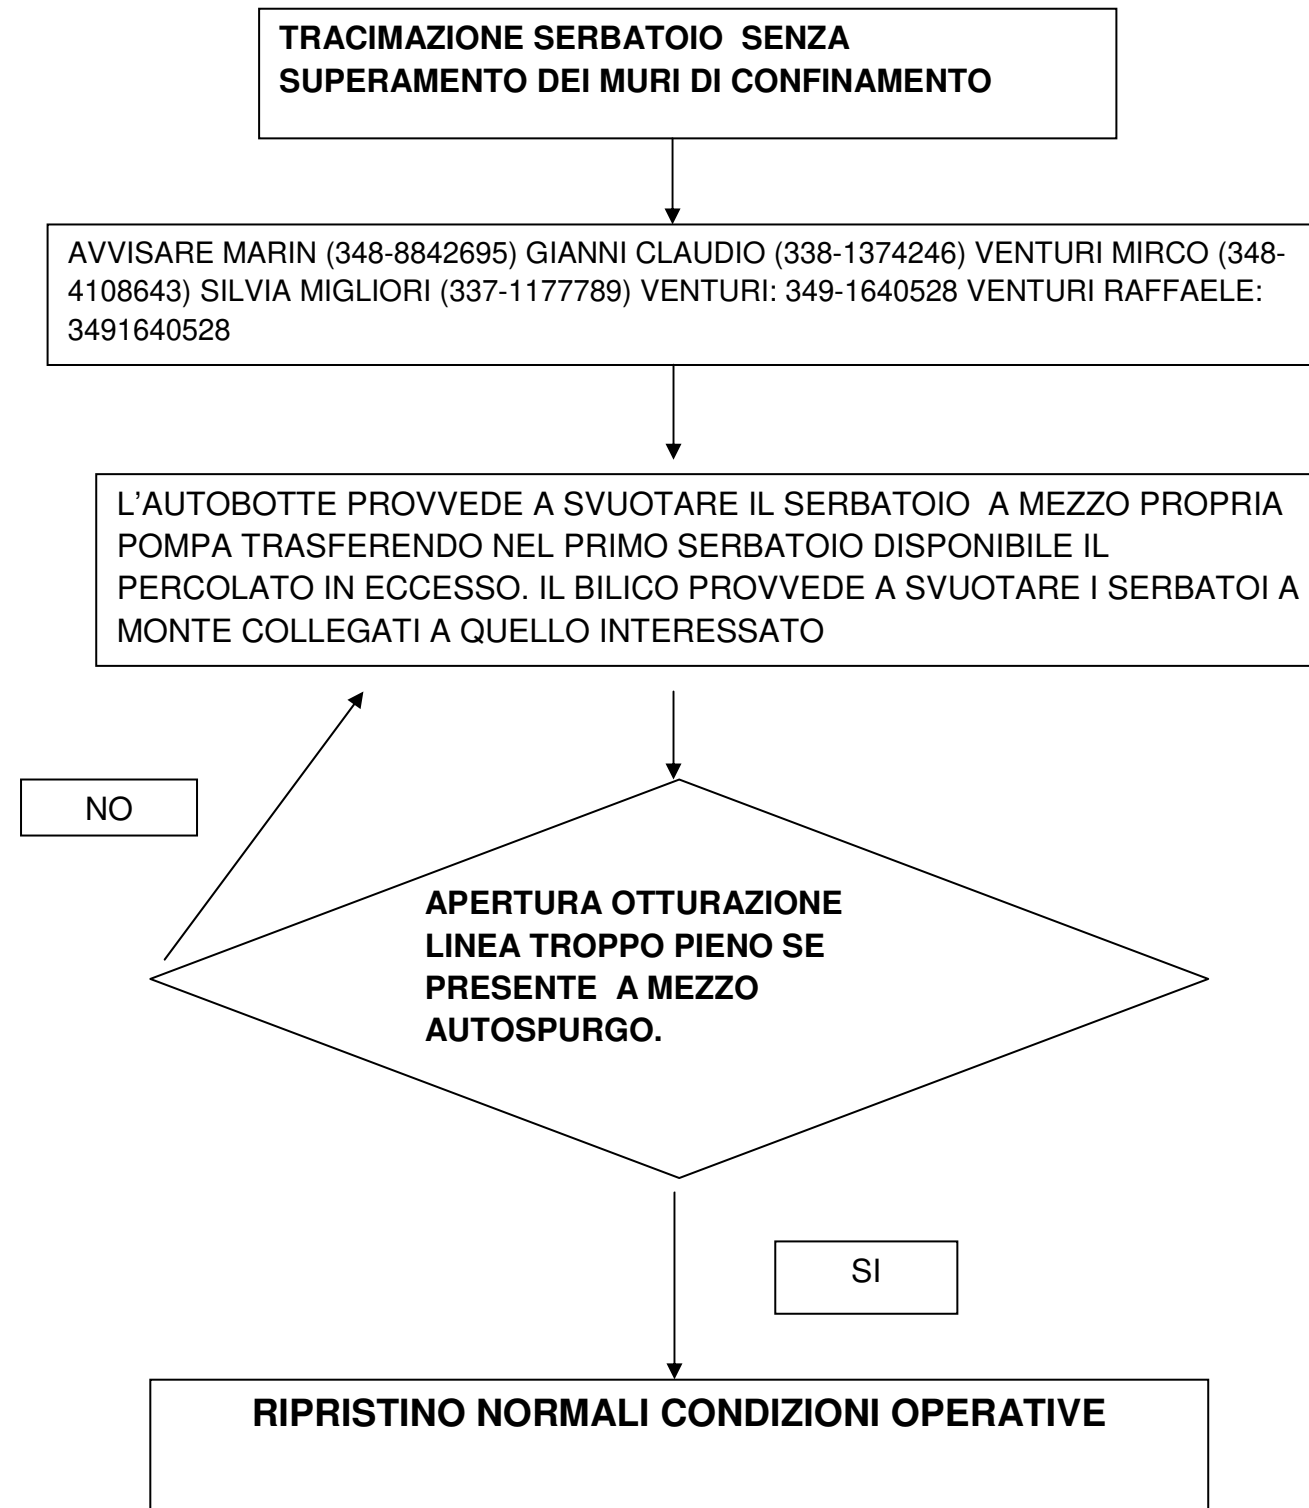 TRACIMAZIONE SERBATOIO  SENZA
SUPERAMENTO DEI MURI DI CONFINAMENTO
AVVISARE MARIN (348-8842695) GIANNI CLAUDIO (338-1374246) VENTURI MIRCO (348-
4108643) SILVIA MIGLIORI (337-1177789) VENTURI: 349-1640528 VENTURI RAFFAELE:
3491640528
L’AUTOBOTTE PROVVEDE A SVUOTARE IL SERBATOIO  A MEZZO PROPRIA
POMPA TRASFERENDO NEL PRIMO SERBATOIO DISPONIBILE IL
PERCOLATO IN ECCESSO. IL BILICO PROVVEDE A SVUOTARE I SERBATOI A
MONTE COLLEGATI A QUELLO INTERESSATO
NO
APERTURA OTTURAZIONE
LINEA TROPPO PIENO SE
PRESENTE  A MEZZO
AUTOSPURGO.
SI
RIPRISTINO NORMALI CONDIZIONI OPERATIVE